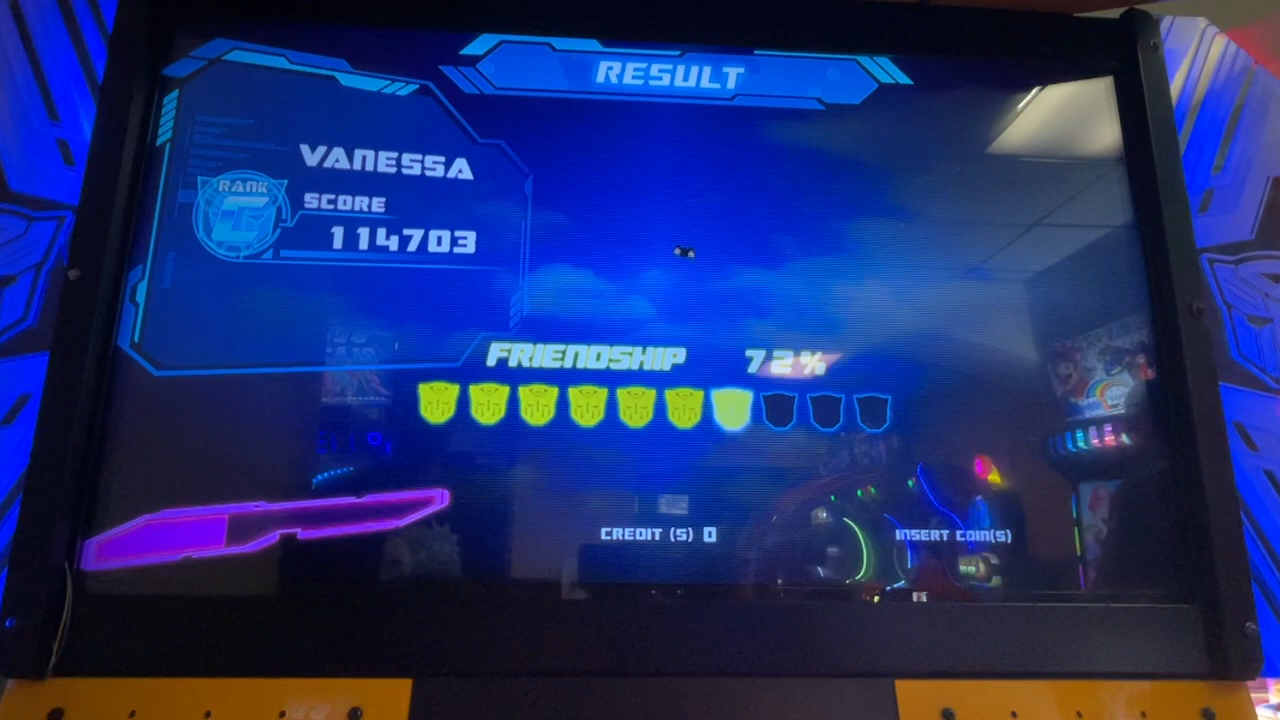 RESULT
VANESSA
RANK
C
SCORE
114703
FRIENDSHIP 72%
CREDIT (S) 0
INSERT COIN(S)